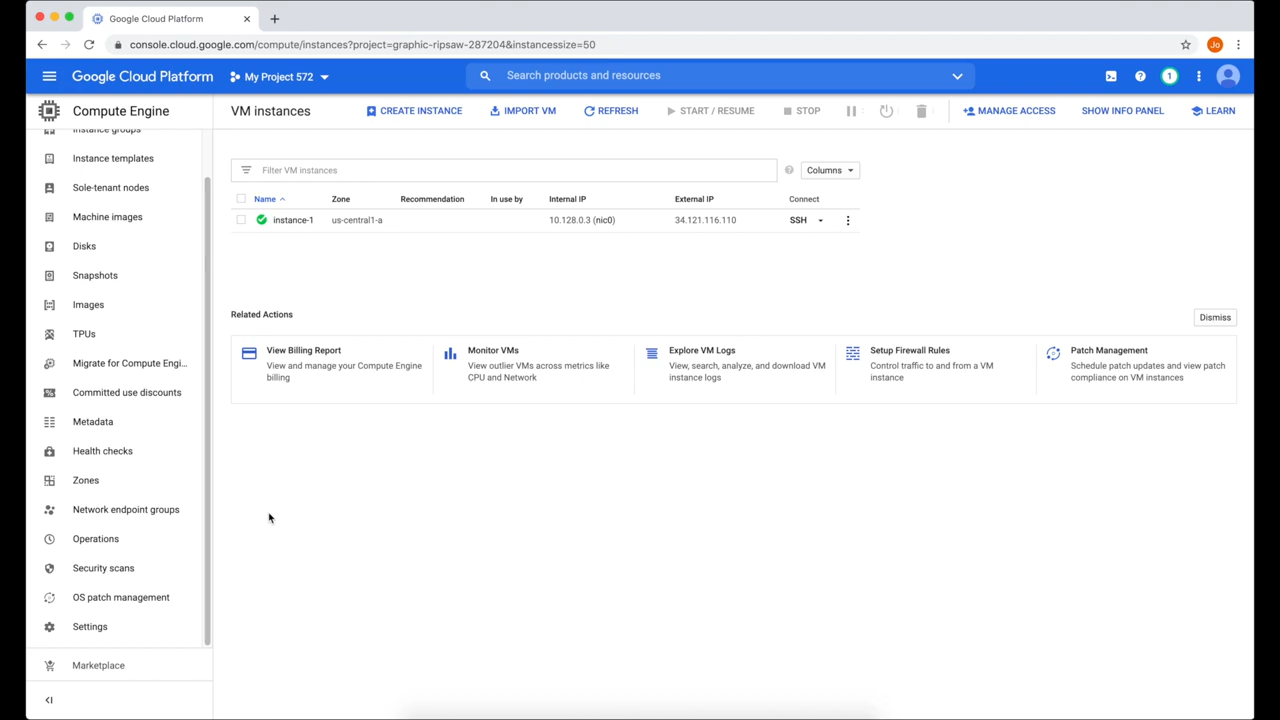 Google Cloud Platform
console.cloud.google.com/compute/instances?project=graphic-ripsaw-287204&instancessize=50
Jo
Google Cloud Platform
My Project 572
Search products and resources
1
Compute Engine
VM instances
CREATE INSTANCE
IMPORT VM
REFRESH
START / RESUME
STOP
MANAGE ACCESS
SHOW INFO PANEL
LEARN
Instance groups
Instance templates
Sole-tenant nodes
Machine images
Disks
Snapshots
Images
TPUs
Migrate for Compute Engi...
Committed use discounts
Metadata
Health checks
Zones
Network endpoint groups
Operations
Security scans
OS patch management
Settings
Marketplace
Filter VM instances
Columns
Name Zone Recommendation In use by Internal IP External IP Connect
instance-1 us-central1-a 10.128.0.3 (nic0) 34.121.116.110 SSH
Related Actions
Dismiss
View Billing Report
View and manage your Compute Engine
billing
Monitor VMs
View outlier VMs across metrics like
CPU and Network
Explore VM Logs
View, search, analyze, and download VM
instance logs
Setup Firewall Rules
Control traffic to and from a VM
instance
Patch Management
Schedule patch updates and view patch
compliance on VM instances